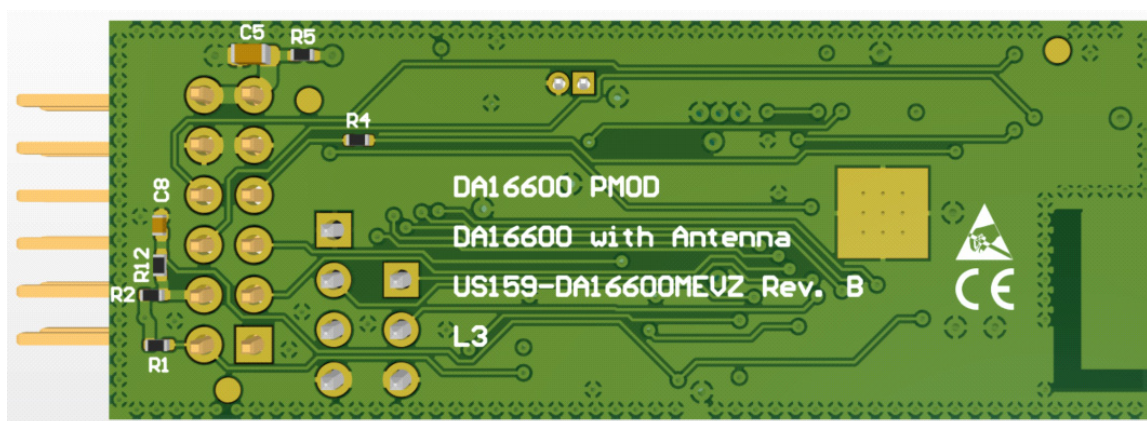 C5
R5
R4
C8
R12
R2
R1
DA16600 PMOD
DA16600 with Antenna
US159-DA16600MEVZ Rev. B
L3
CE